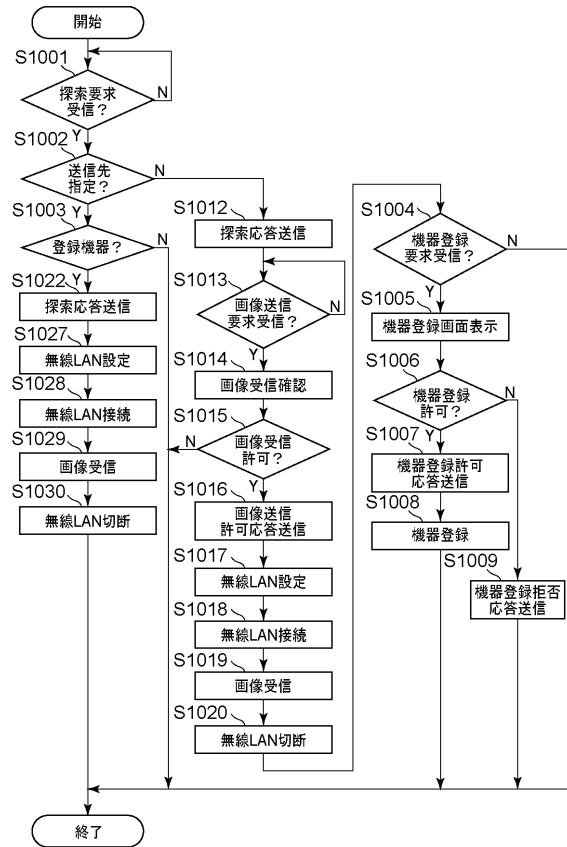 開始
S1001
探索要求
受信？
N
Y
S1002
送信先
指定？
N
Y
S1003
登録機器？
N
Y
S1022
探索応答送信
S1027
無線LAN設定
S1028
無線LAN接続
S1029
画像受信
S1030
無線LAN切断
S1012
探索応答送信
S1013
画像送信
要求受信？
N
Y
S1014
画像受信確認
S1015
画像受信
許可？
N
Y
S1016
画像送信
許可応答送信
S1017
無線LAN設定
S1018
無線LAN接続
S1019
画像受信
S1020
無線LAN切断
S1004
機器登録
要求受信？
N
Y
S1005
機器登録画面表示
S1006
機器登録
許可？
N
Y
S1007
機器登録許可
応答送信
S1008
機器登録
S1009
機器登録拒否
応答送信
終了